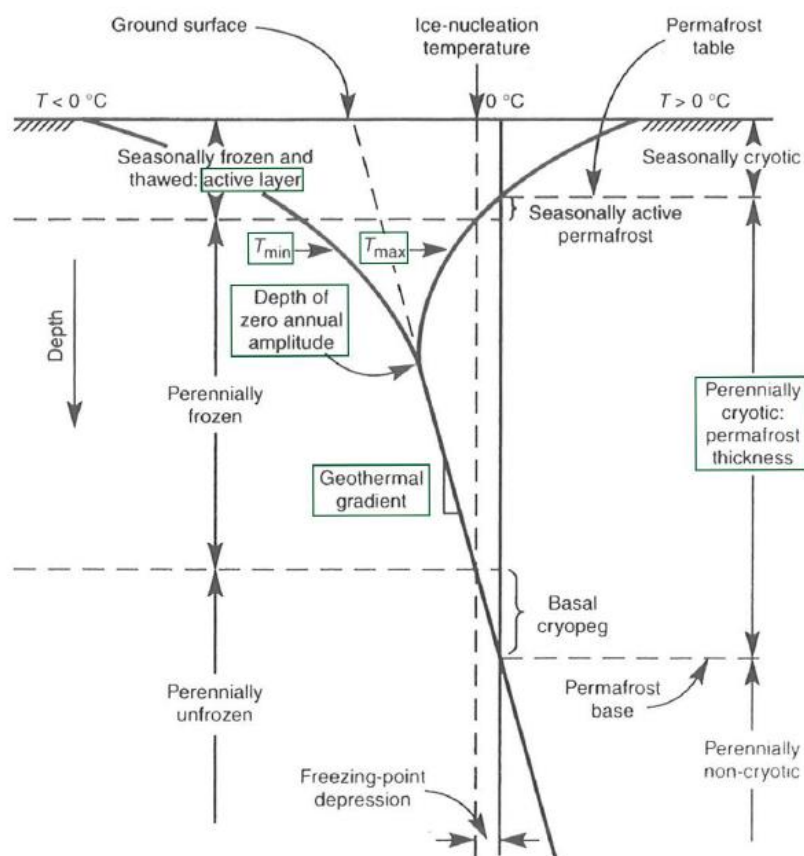 Ground surface
Ice-nucleation
temperature
Permafrost
table
T < 0 °C
0 °C
T > 0 °C
Seasonally frozen and
thawed: active layer
Seasonally cryotic
Seasonally active
permafrost
Tmin
Tmax
Depth of
zero annual
amplitude
Depth
Perennially
frozen
Perennially
cryotic:
permafrost
thickness
Geothermal
gradient
Basal
cryopeg
Perennially
unfrozen
Permafrost
base
Perennially
non-cryotic
Freezing-point
depression